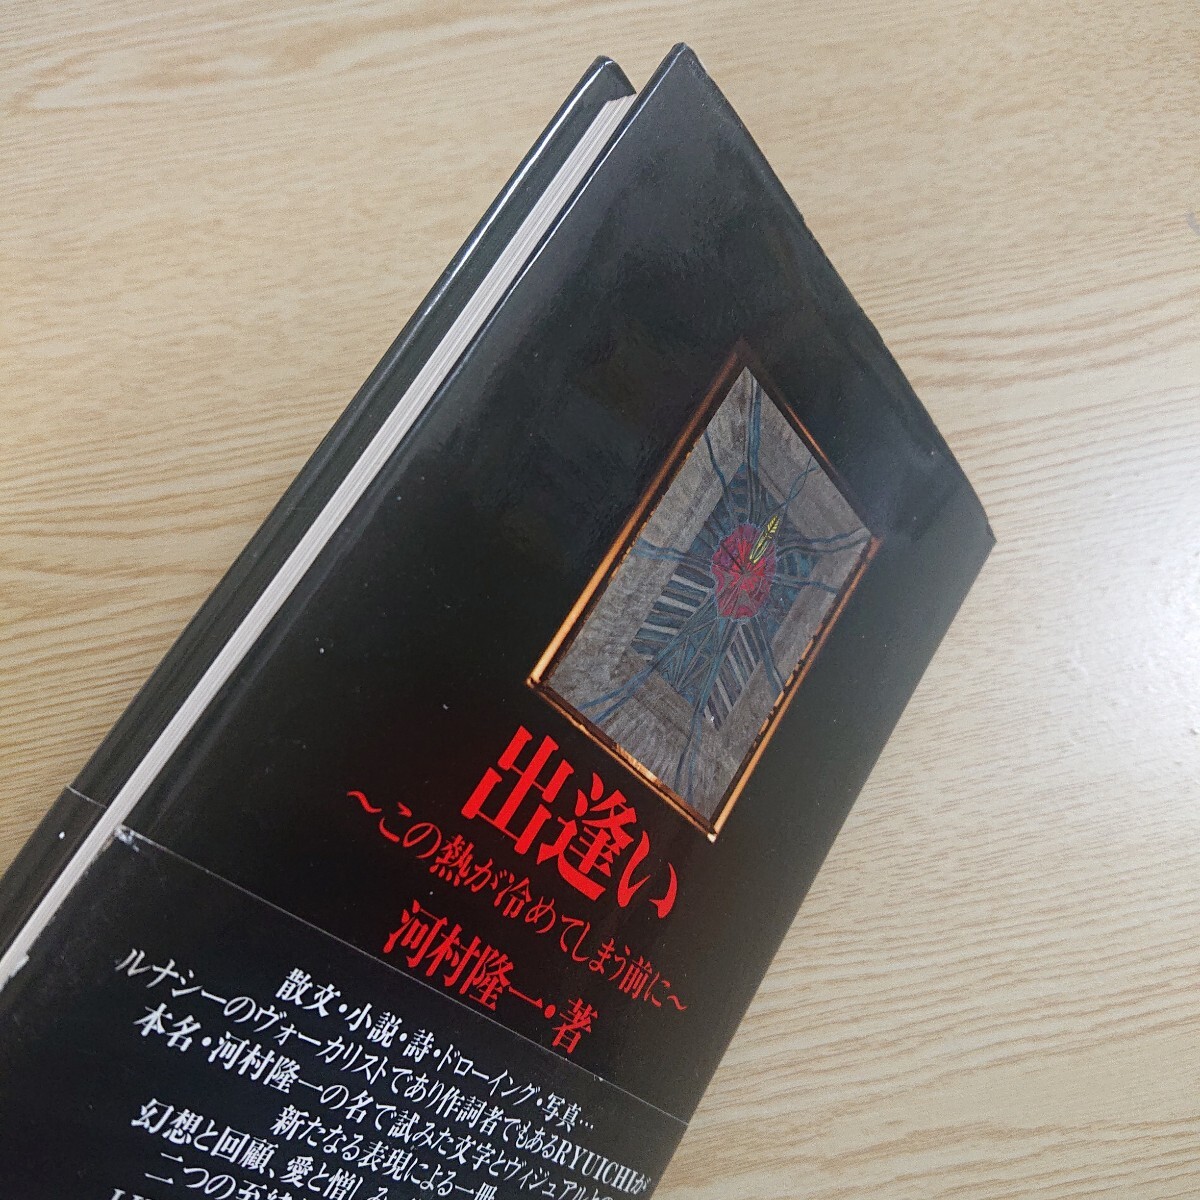 出逢い
～この熱が冷めてしまう前に～
河村隆一・著
散文・小説・詩・ドローイング・写真…
ルナシーのヴォーカリストであり作詞者でもあるRYUICHIが
本名・河村隆一の名で試みた文字とヴィジュアルとの
新たなる表現による一冊
幻想と回顧、愛と憎しみ
二つの